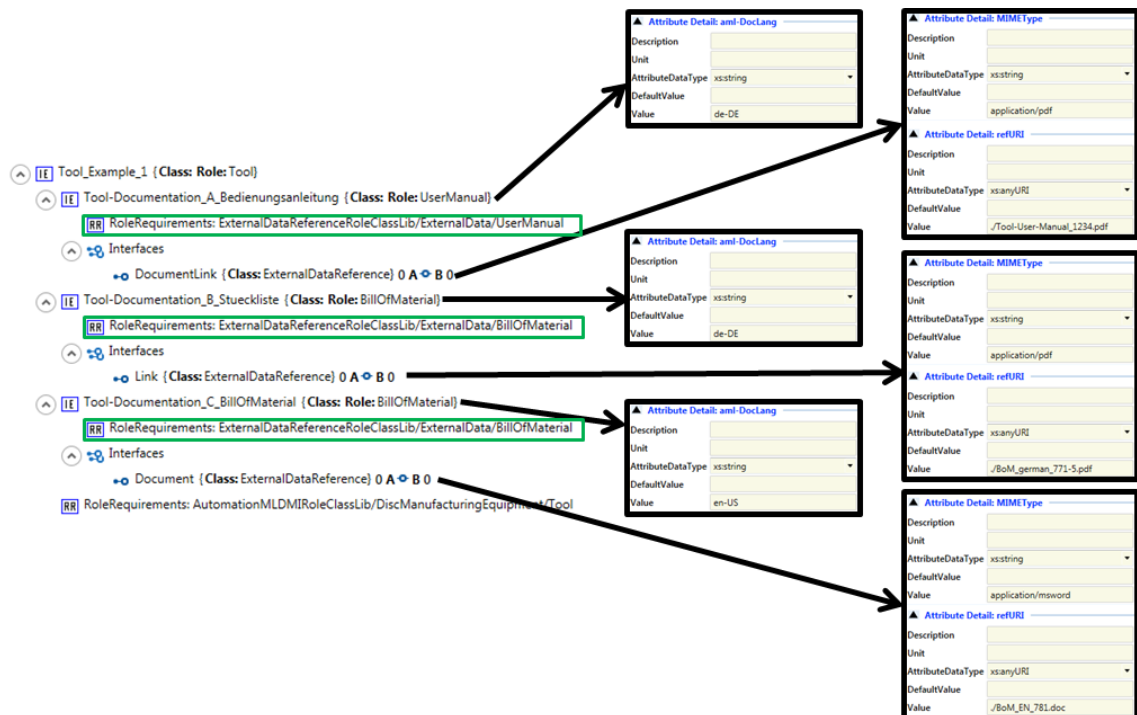 Tool_Example_1 {Class: Role: Tool}
Tool-Documentation_A_Bedienungsanleitung {Class: Role: UserManual}
RoleRequirements: ExternalDataReferenceRoleClassLib/ExternalData/UserManual
Interfaces
DocumentLink {Class: ExternalDataReference} 0 A B 0
Tool-Documentation_B_Stueckliste {Class: Role: BillOfMaterial}
RoleRequirements: ExternalDataReferenceRoleClassLib/ExternalData/BillOfMaterial
Interfaces
Link {Class: ExternalDataReference} 0 A B 0
Tool-Documentation_C_BillOfMaterial {Class: Role: BillOfMaterial}
RoleRequirements: ExternalDataReferenceRoleClassLib/ExternalData/BillOfMaterial
Interfaces
Document {Class: ExternalDataReference} 0 A B 0
RoleRequirements: AutomationMLDMIRoleClassLib/DiscManufacturingEquipment/Tool
IE
IE
RR
IE
RR
IE
RR
RR
Attribute Detail: aml-DocLang
Description
Unit
AttributeDataType xs:string
DefaultValue
Value de-DE
Attribute Detail: aml-DocLang
Description
Unit
AttributeDataType xs:string
DefaultValue
Value de-DE
Attribute Detail: aml-DocLang
Description
Unit
AttributeDataType xs:string
DefaultValue
Value en-US
Attribute Detail: MIMEType
Description
Unit
AttributeDataType xs:string
DefaultValue
Value application/pdf
Attribute Detail: refURI
Description
Unit
AttributeDataType xs:anyURI
DefaultValue
Value ./Tool-User-Manual_1234.pdf
Attribute Detail: MIMEType
Description
Unit
AttributeDataType xs:string
DefaultValue
Value application/pdf
Attribute Detail: refURI
Description
Unit
AttributeDataType xs:anyURI
DefaultValue
Value ./BoM_german_771-5.pdf
Attribute Detail: MIMEType
Description
Unit
AttributeDataType xs:string
DefaultValue
Value application/msword
Attribute Detail: refURI
Description
Unit
AttributeDataType xs:anyURI
DefaultValue
Value ./BoM_EN_781.doc